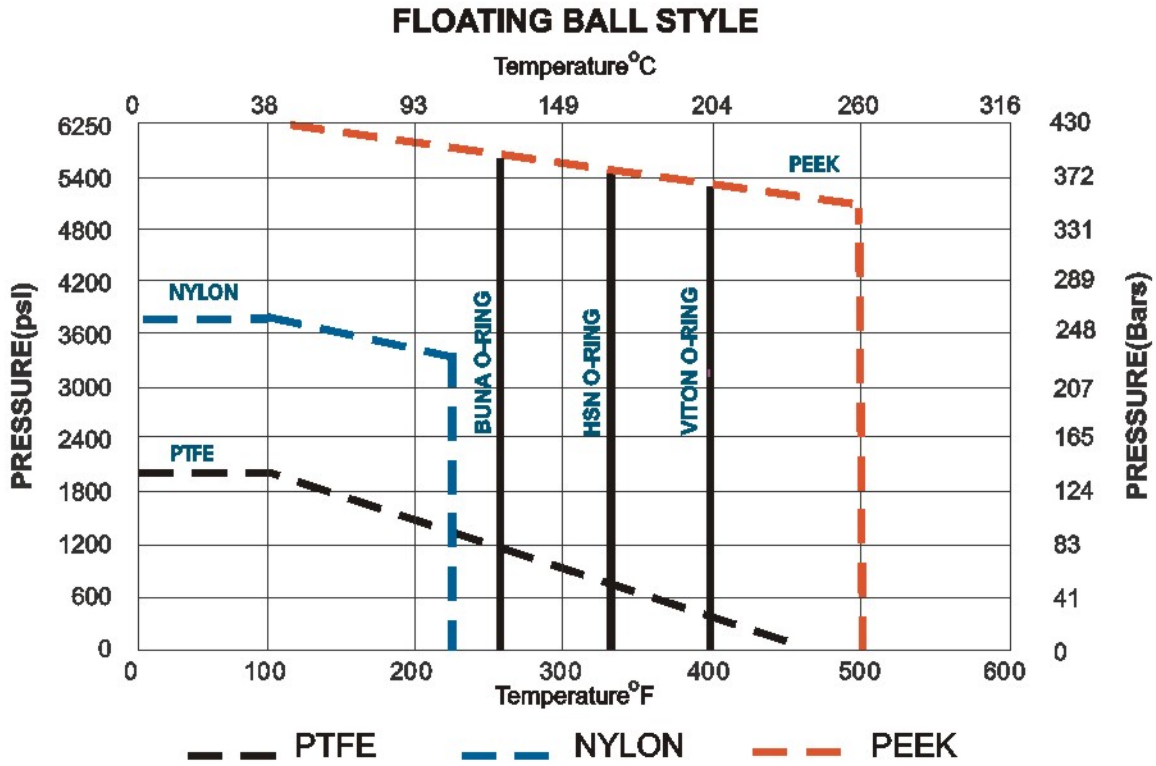 FLOATING BALL STYLE
Temperature°C
0 38 93 149 204 260 316
6250 430
5400 PEEK 372
4800 331
4200 NYLON 289
3600 248
3000 207
2400 PTFE 165
1800 124
1200 83
600 41
0 0
PRESSURE(psI)
BUNA O-RING
HSN O-RING
VITON O-RING
PRESSURE(Bars)
0 100 200 300 400 500 600
Temperature°F
PTFE NYLON PEEK